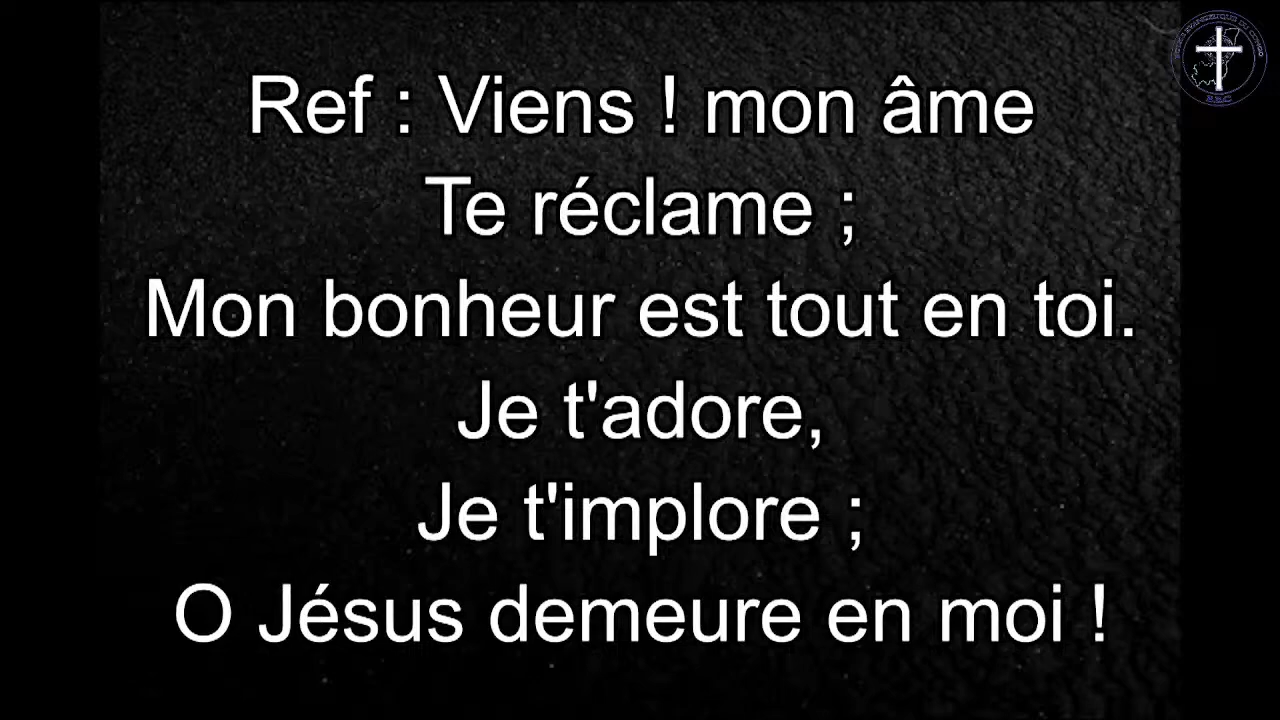 Ref : Viens ! mon âme
Te réclame ;
Mon bonheur est tout en toi.
Je t'adore,
Je t'implore ;
O Jésus demeure en moi !